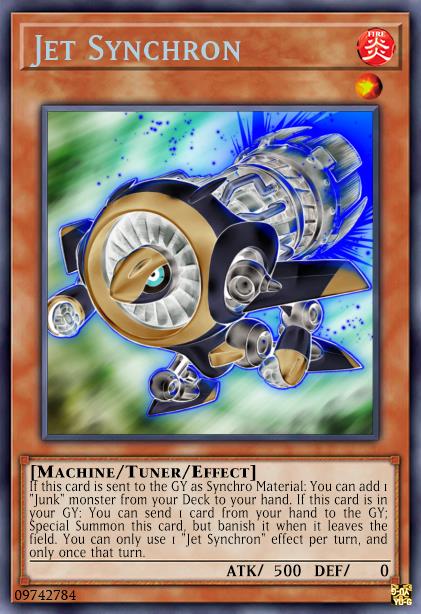 JET SYNCHRON
FIRE
炎
[MACHINE/TUNER/EFFECT]
If this card is sent to the GY as Synchro Material: You can add 1
"Junk" monster from your Deck to your hand. If this card is in
your GY: You can send 1 card from your hand to the GY;
Special Summon this card, but banish it when it leaves the
field. You can only use 1 "Jet Synchron" effect per turn, and
only once that turn.
ATK/ 500 DEF/ 0
09742784